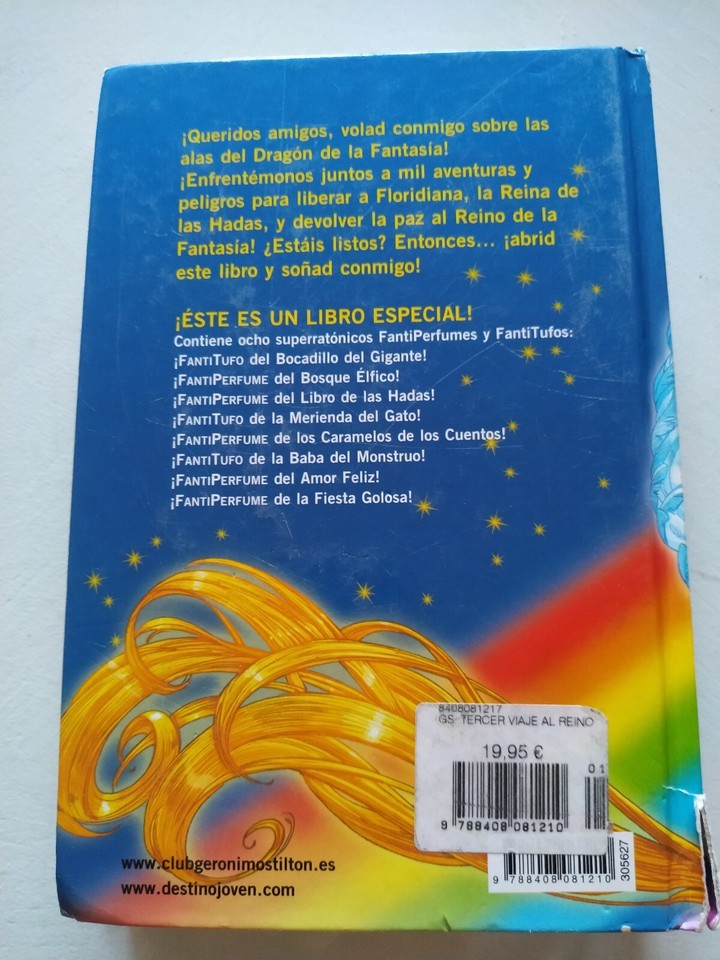 ¡Queridos amigos, volad conmigo sobre las
alas del Dragón de la Fantasía!
¡Enfrentémonos juntos a mil aventuras y
peligros para liberar a Floridiana, la Reina de
las Hadas, y devolver la paz al Reino de la
Fantasía! ¿Estáis listos? Entonces... ¡abrid
este libro y soñad conmigo!
¡ÉSTE ES UN LIBRO ESPECIAL!
Contiene ocho superratónicos FantiPerfumes y FantiTufos:
¡FANTITUFO del Bocadillo del Gigante!
¡FANTIPERFUME del Bosque Élfico!
¡FANTIPERFUME del Libro de las Hadas!
¡FANTITUFO de la Merienda del Gato!
¡FANTIPERFUME de los Caramelos de los Cuentos!
¡FANTITUFO de la Baba del Monstruo!
¡FANTIPERFUME del Amor Feliz!
¡FANTIPERFUME de la Fiesta Golosa!
8408081217
GS. TERCER VIAJE AL REINO
19,95 €
01
9 788408 081210
www.clubgeronimostilton.es
www.destinojoven.com
9 788408 081210
305627